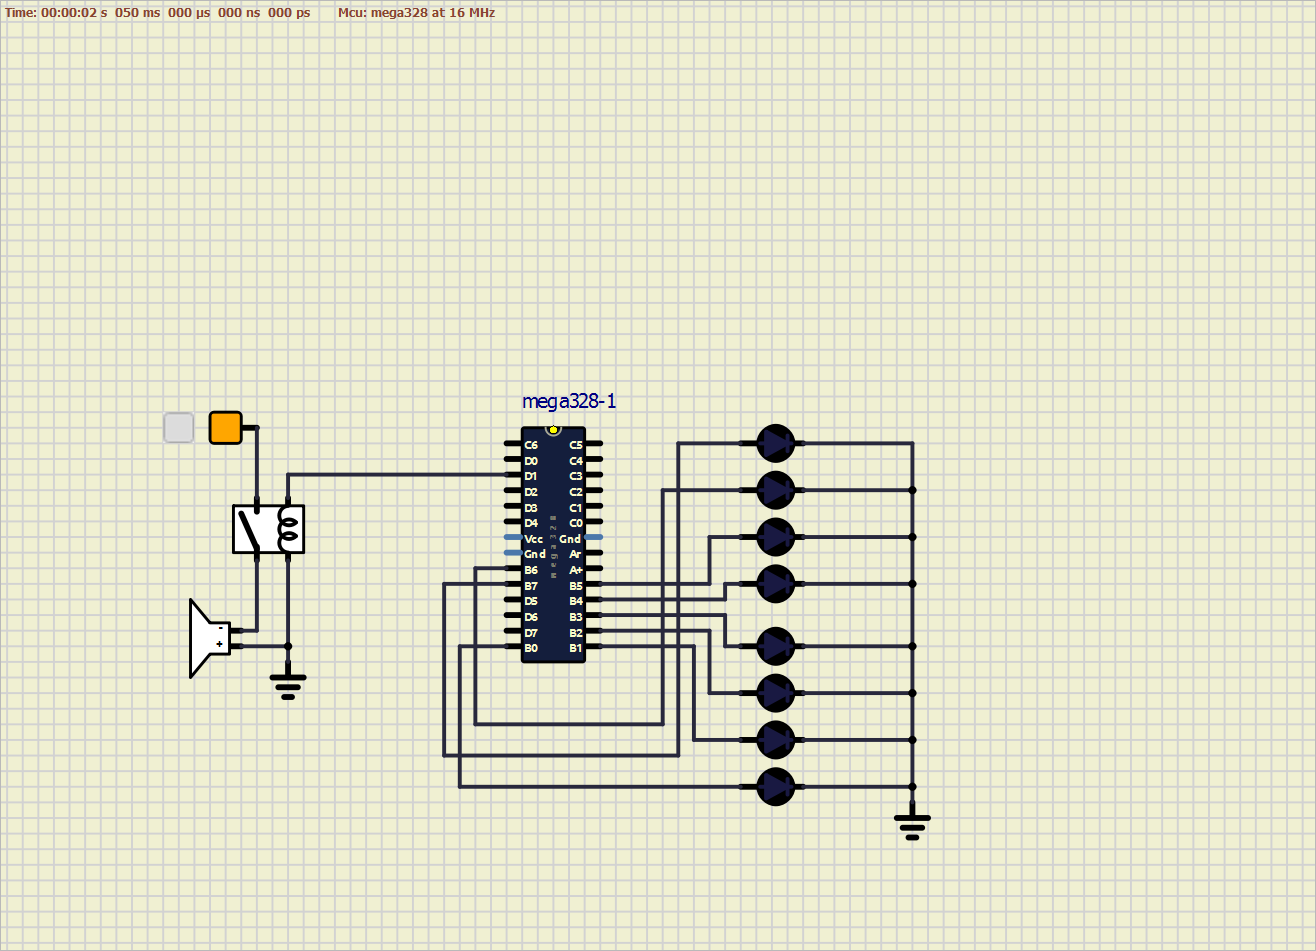 Time: 00:00:02 s 050 ms 000 µs 000 ns 000 ps Mcu: mega328 at 16 MHz
mega328-1
C6 C5
D0 C4
D1 C3
D2 C2
D3 C1
D4 C0
Vcc Gnd
Gnd Ar
B6 A+
B7 B5
D5 B4
D6 B3
D7 B2
B0 B1
mega328
-
+